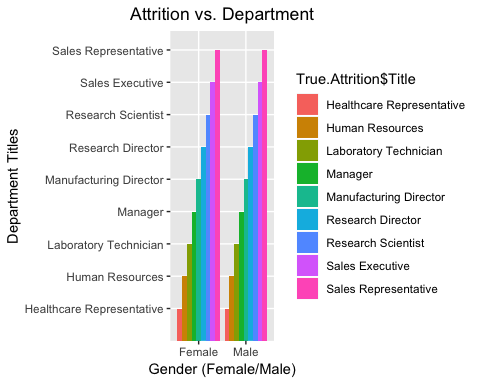 Attrition vs. Department
Department Titles
Sales Representative
Sales Executive
Research Scientist
Research Director
Manufacturing Director
Manager
Laboratory Technician
Human Resources
Healthcare Representative
Female
Male
Gender (Female/Male)
True.Attrition$Title
Healthcare Representative
Human Resources
Laboratory Technician
Manager
Manufacturing Director
Research Director
Research Scientist
Sales Executive
Sales Representative